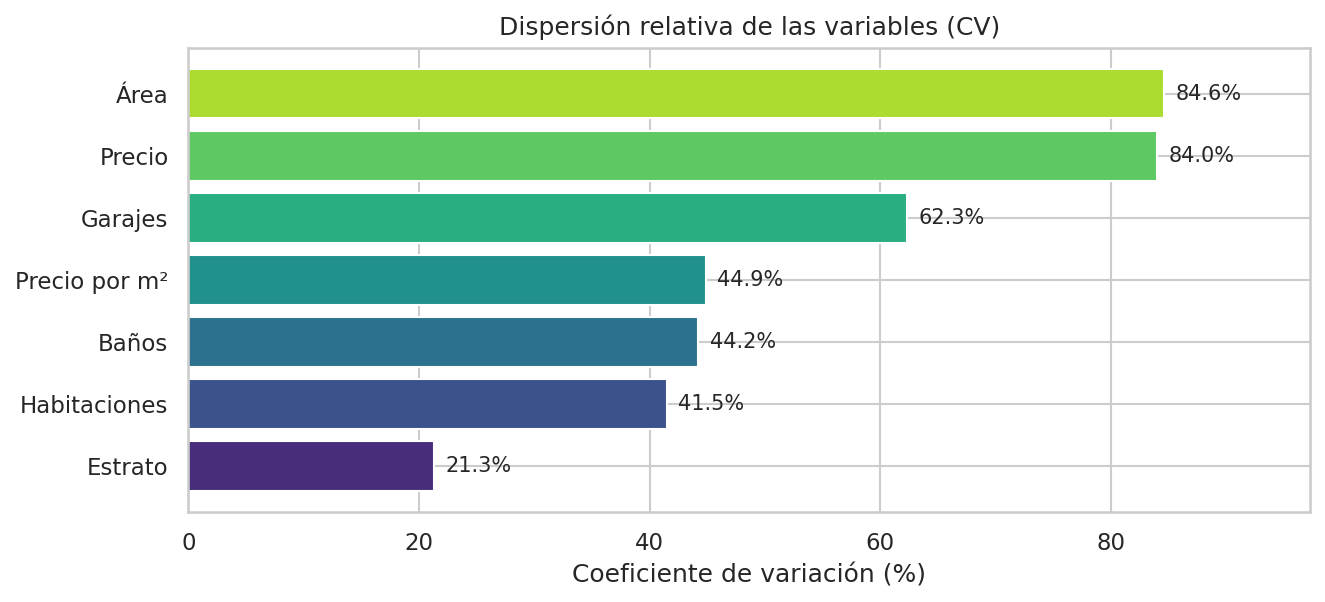 Dispersión relativa de las variables (CV)
Área 84.6%
Precio 84.0%
Garajes 62.3%
Precio por m² 44.9%
Baños 44.2%
Habitaciones 41.5%
Estrato 21.3%
0 20 40 60 80
Coeficiente de variación (%)